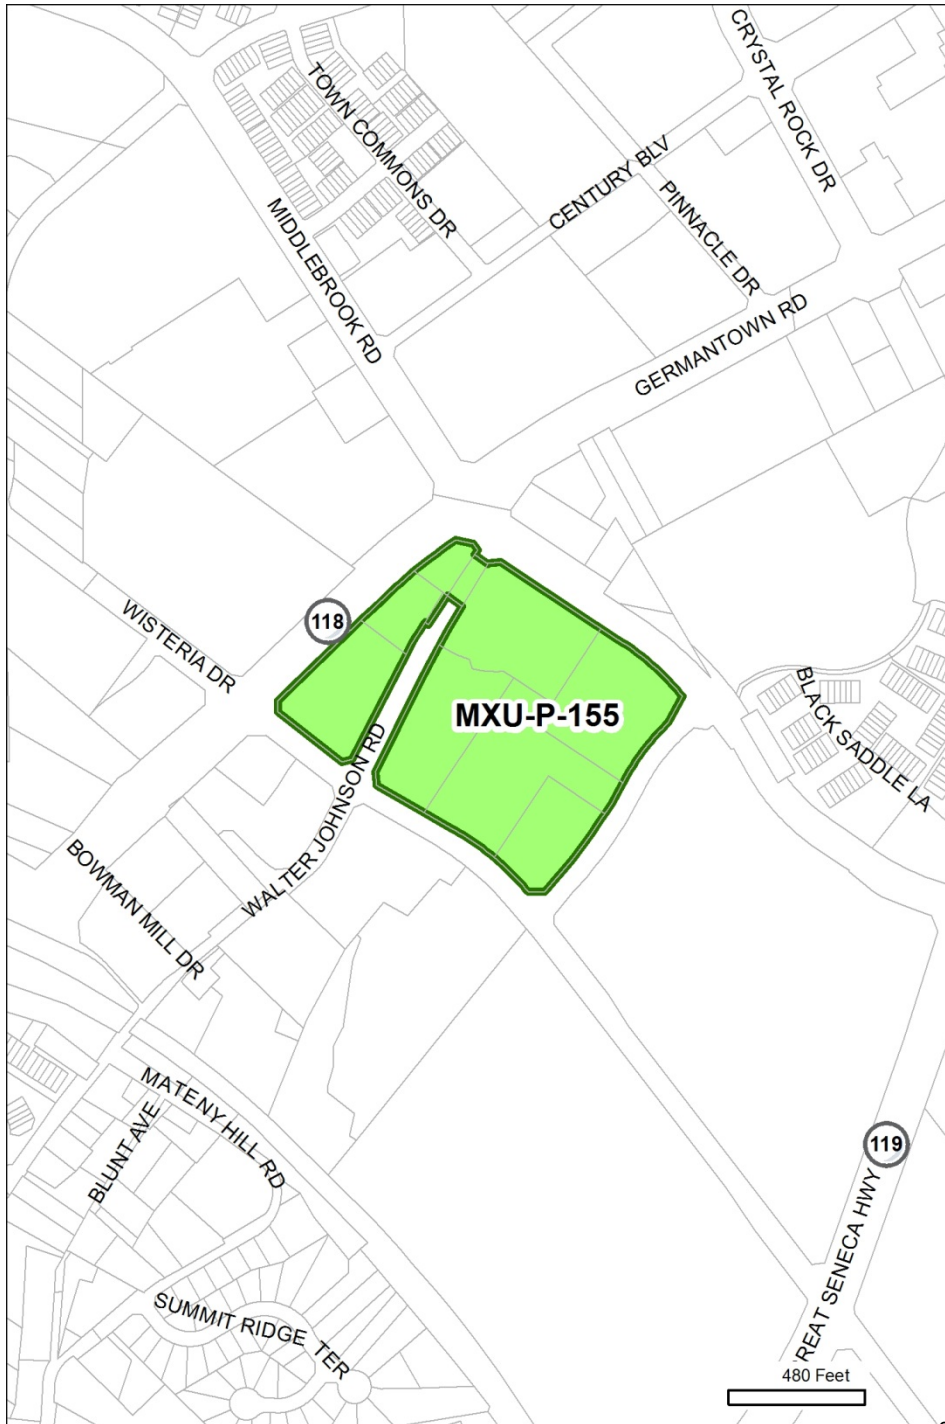 CRYSTAL ROCK DR
TOWN COMMONS DR
CENTURY BLV
PINNACLE DR
MIDDLEBROOK RD
GERMANTOWN RD
WISTERIA DR
118
MXU-P-155
BLACK SADDLE LA
WALTER JOHNSON RD
BOWMAN MILL DR
MATENY HILL RD
BLUNT AVE
119
REAT SENECA HWY
SUMMIT RIDGE TER
480 Feet